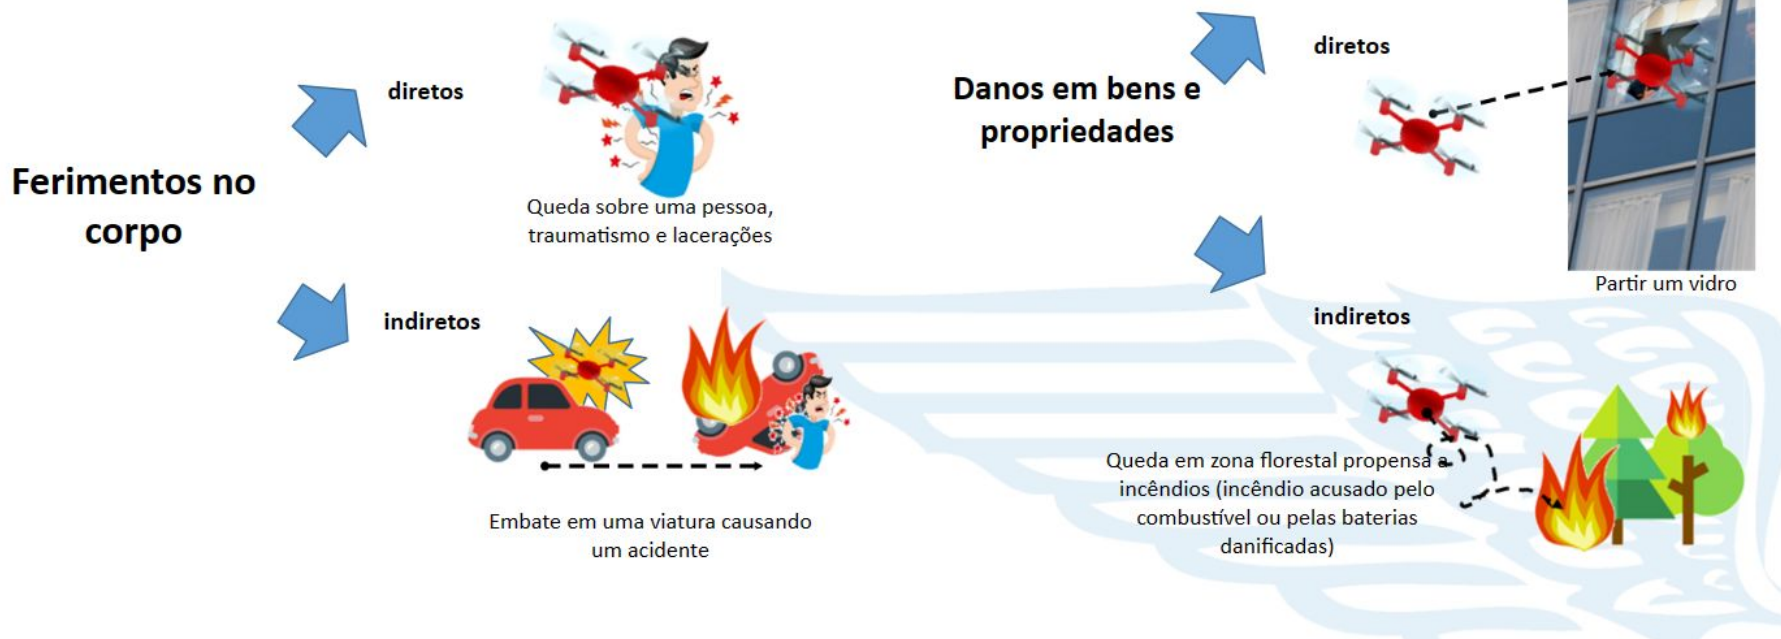 Ferimentos no
corpo
diretos
Queda sobre uma pessoa,
traumatismo e lacerações
indiretos
Embate em uma viatura causando
um acidente
Danos em bens e
propriedades
diretos
Partir um vidro
indiretos
Queda em zona florestal propensa a
incêndios (incêndio acusado pelo
combustível ou pelas baterias
danificadas)